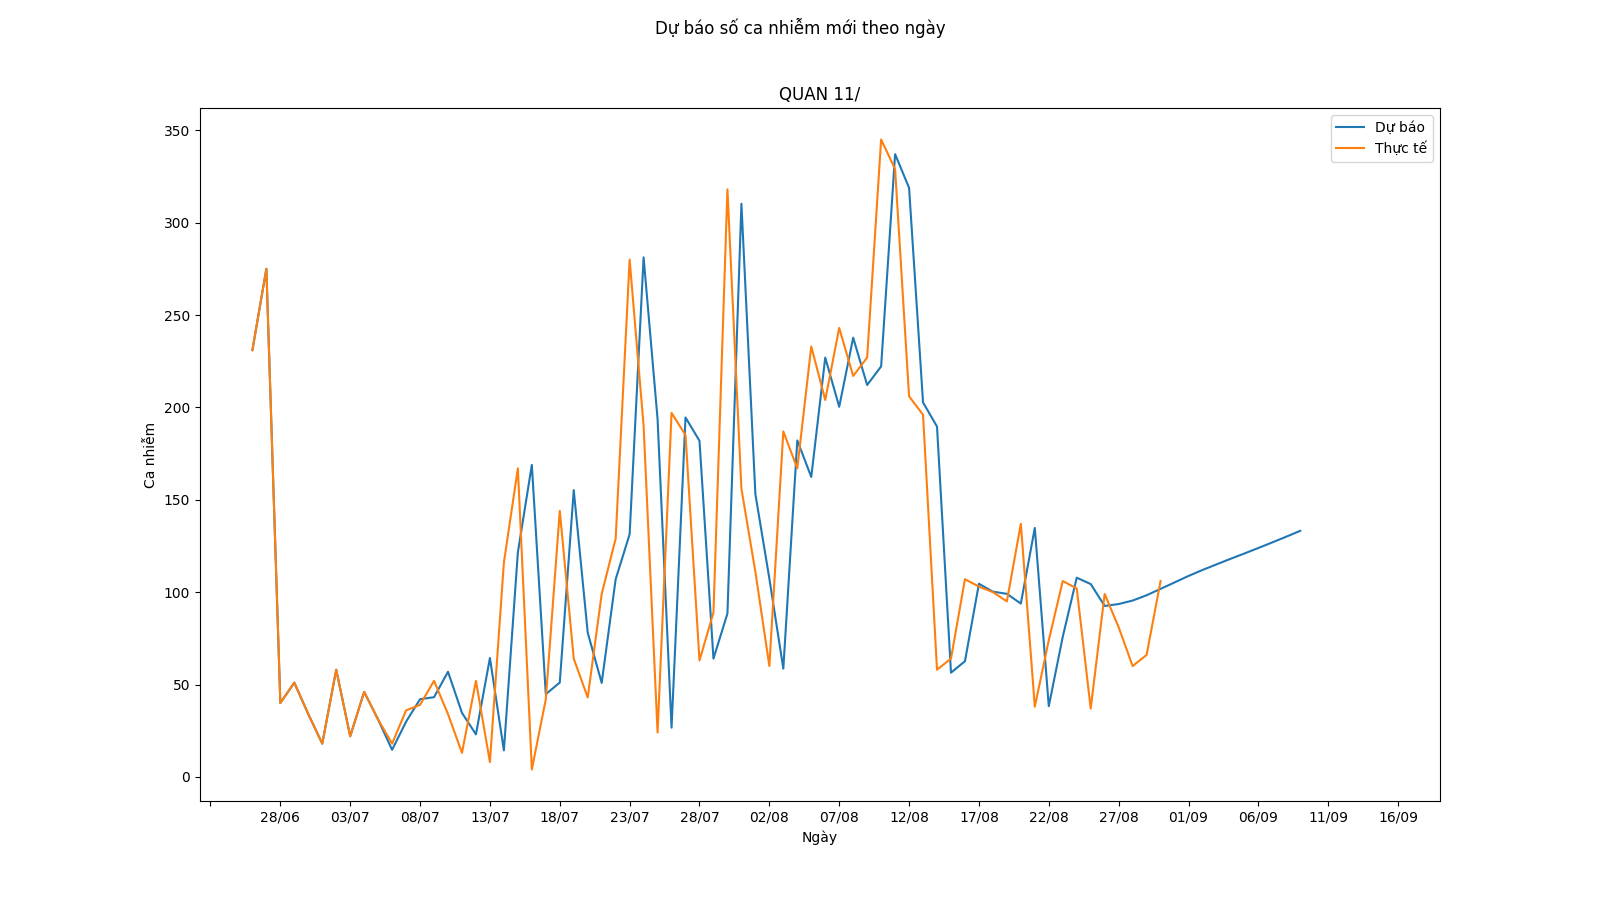 Dự báo số ca nhiễm mới theo ngày
QUAN 11/
Dự báo
Thực tế
350
300
250
200
150
100
50
0
Ca nhiễm
28/06 03/07 08/07 13/07 18/07 23/07 28/07 02/08 07/08 12/08 17/08 22/08 27/08 01/09 06/09 11/09 16/09
Ngày